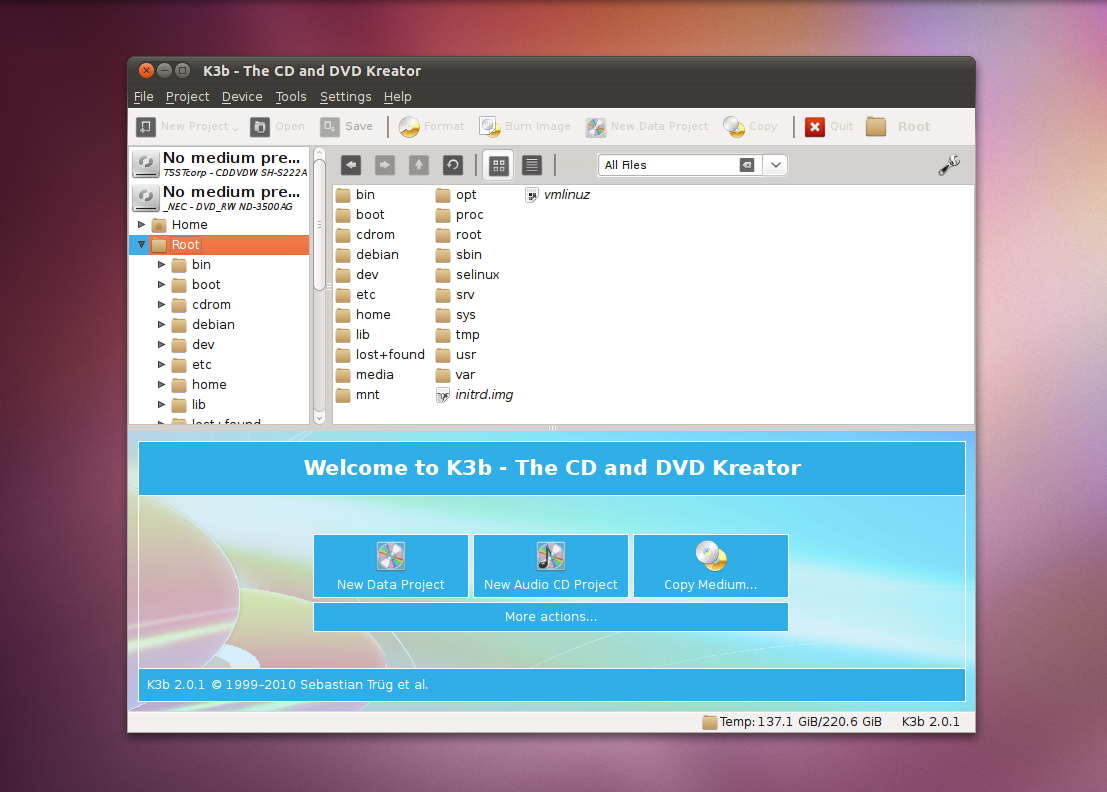 K3b - The CD and DVD Kreator
File Project Device Tools Settings Help
New Project Open Save Format Burn Image New Data Project Copy Quit Root
No medium pre...
TSSTcorp - CDDVDW SH-S222A
No medium pre...
_NEC - DVD_RW ND-3500AG
Home
Root
bin
boot
cdrom
debian
dev
etc
home
lib
lost+found
All Files
bin
boot
cdrom
debian
dev
etc
home
lib
lost+found
media
mnt
opt
proc
root
sbin
selinux
srv
sys
tmp
usr
var
initrd.img
vmlinuz
Welcome to K3b - The CD and DVD Kreator
New Data Project New Audio CD Project Copy Medium...
More actions...
K3b 2.0.1 © 1999–2010 Sebastian Trüg et al.
Temp: 137.1 GiB/220.6 GiB K3b 2.0.1